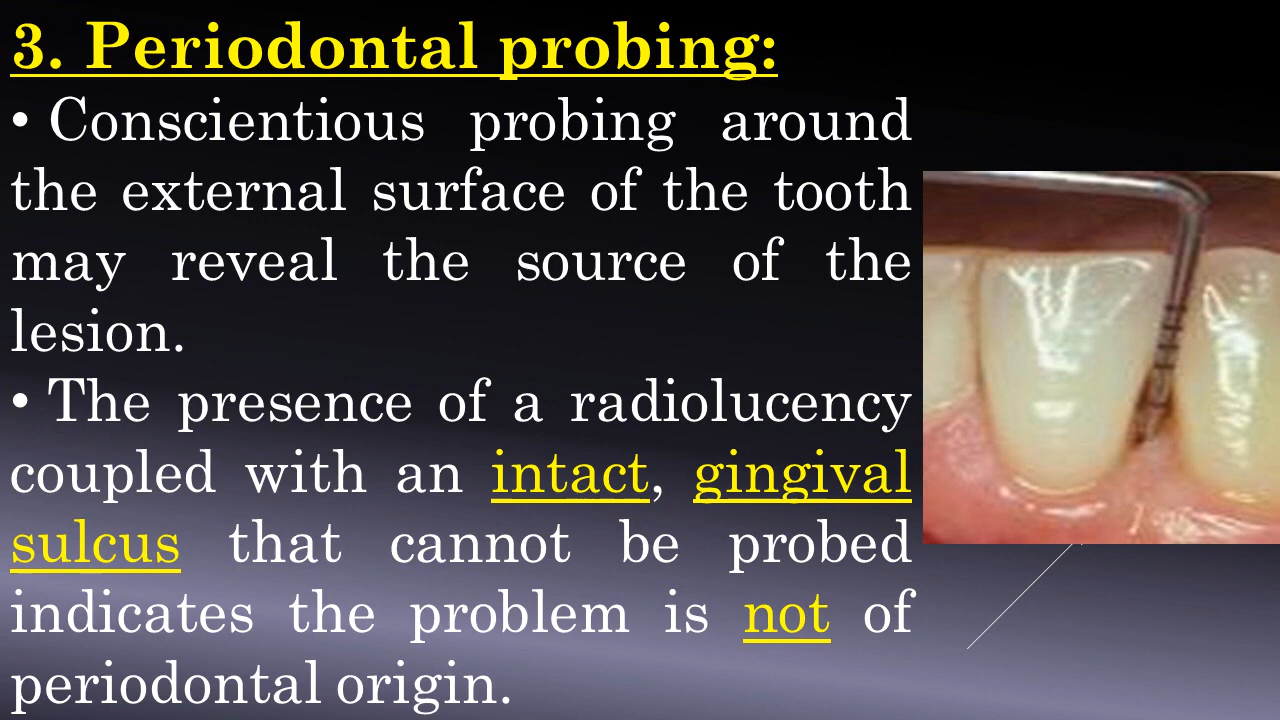 3. Periodontal probing:
• Conscientious probing around
the external surface of the tooth
may reveal the source of the
lesion.
• The presence of a radiolucency
coupled with an intact, gingival
sulcus that cannot be probed
indicates the problem is not of
periodontal origin.